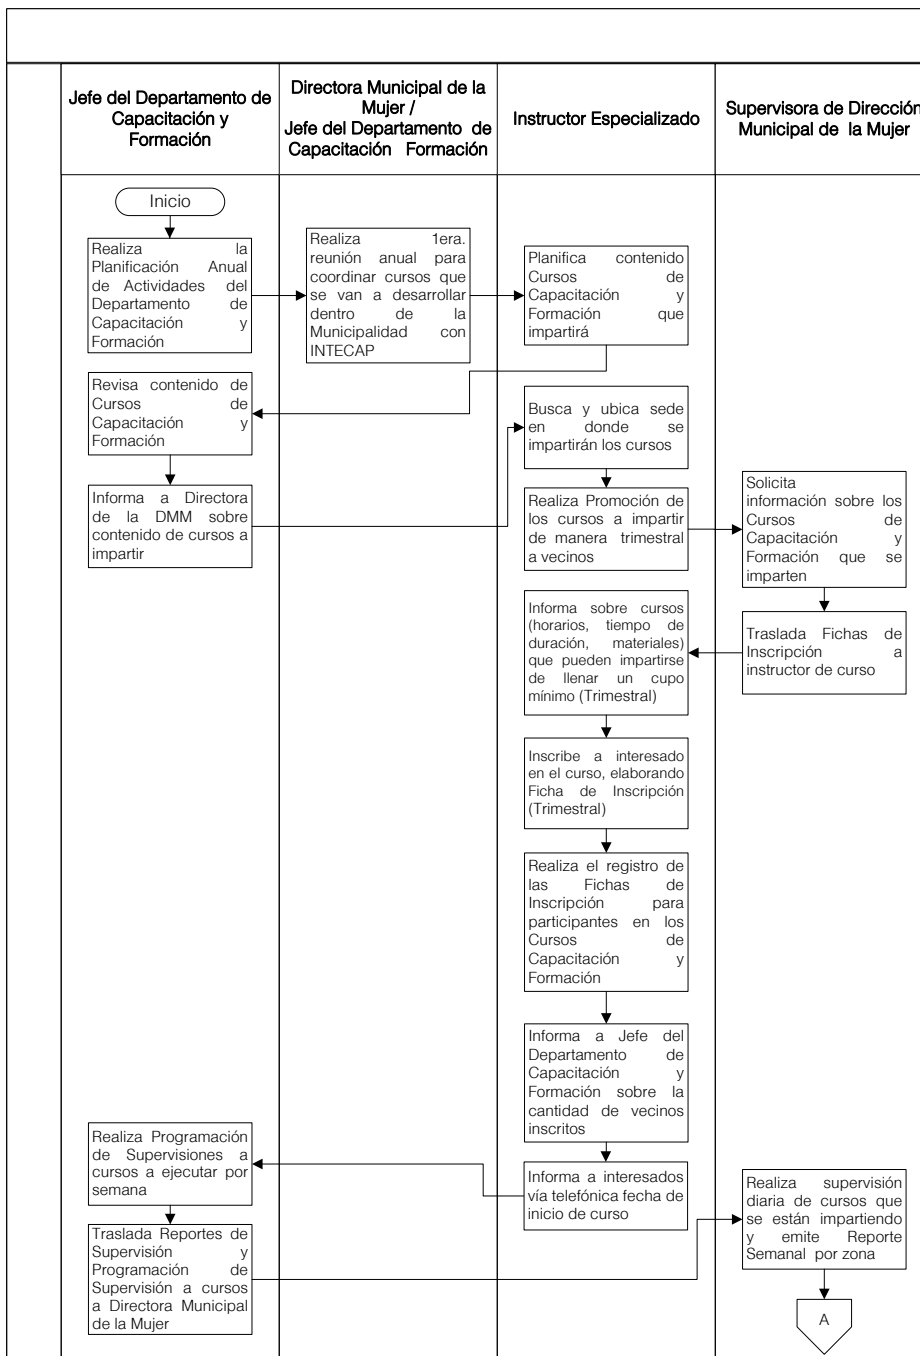 Jefe del Departamento de
Capacitación y
Formación
Directora Municipal de la
Mujer /
Jefe del Departamento de
Capacitación Formación
Instructor Especializado
Supervisora de Dirección
Municipal de la Mujer
Inicio
Realiza la
Planificación Anual
de Actividades del
Departamento de
Capacitación y
Formación
Realiza 1era.
reunión anual para
coordinar cursos que
se van a desarrollar
dentro de la
Municipalidad con
INTECAP
Planifica contenido
Cursos de
Capacitación y
Formación que
impartirá
Revisa contenido de
Cursos de
Capacitación y
Formación
Informa a Directora
de la DMM sobre
contenido de cursos a
impartir
Busca y ubica sede
en donde se
impartirán los cursos
Realiza Promoción de
los cursos a impartir
de manera trimestral
a vecinos
Solicita
información sobre los
Cursos de
Capacitación y
Formación que se
imparten
Traslada Fichas de
Inscripción a
instructor de curso
Informa sobre cursos
(horarios, tiempo de
duración, materiales)
que pueden impartirse
de llenar un cupo
mínimo (Trimestral)
Inscribe a interesado
en el curso, elaborando
Ficha de Inscripción
(Trimestral)
Realiza el registro de
las Fichas de
Inscripción para
participantes en los
Cursos de
Capacitación y
Formación
Informa a Jefe del
Departamento de
Capacitación y
Formación sobre la
cantidad de vecinos
inscritos
Informa a interesados
vía telefónica fecha de
inicio de curso
Realiza Programación
de Supervisiones a
cursos a ejecutar por
semana
Traslada Reportes de
Supervisión y
Programación de
Supervisión a cursos
a Directora Municipal
de la Mujer
Realiza supervisión
diaria de cursos que
se están impartiendo
y emite Reporte
Semanal por zona
A